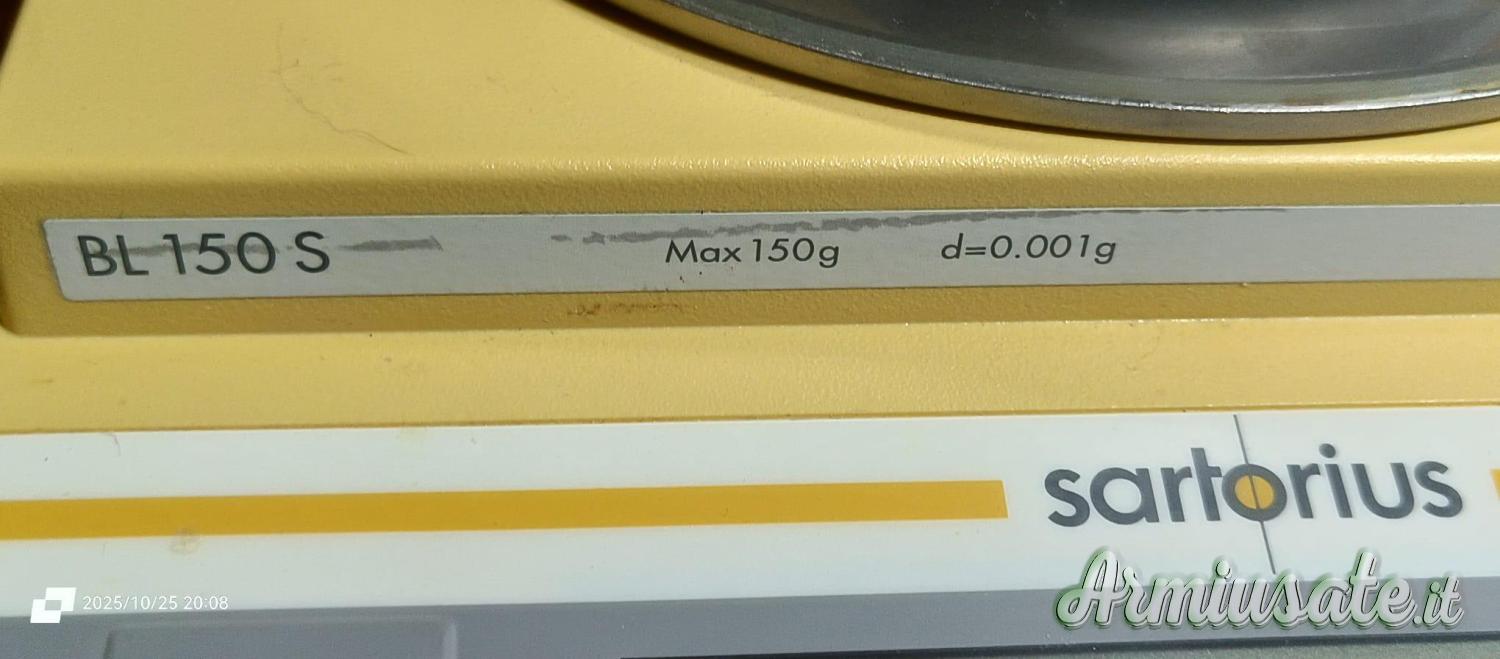 BL 150 S Max 150g d=0.001g
sartorius
2025/10/25 20:08
Armiusate.it